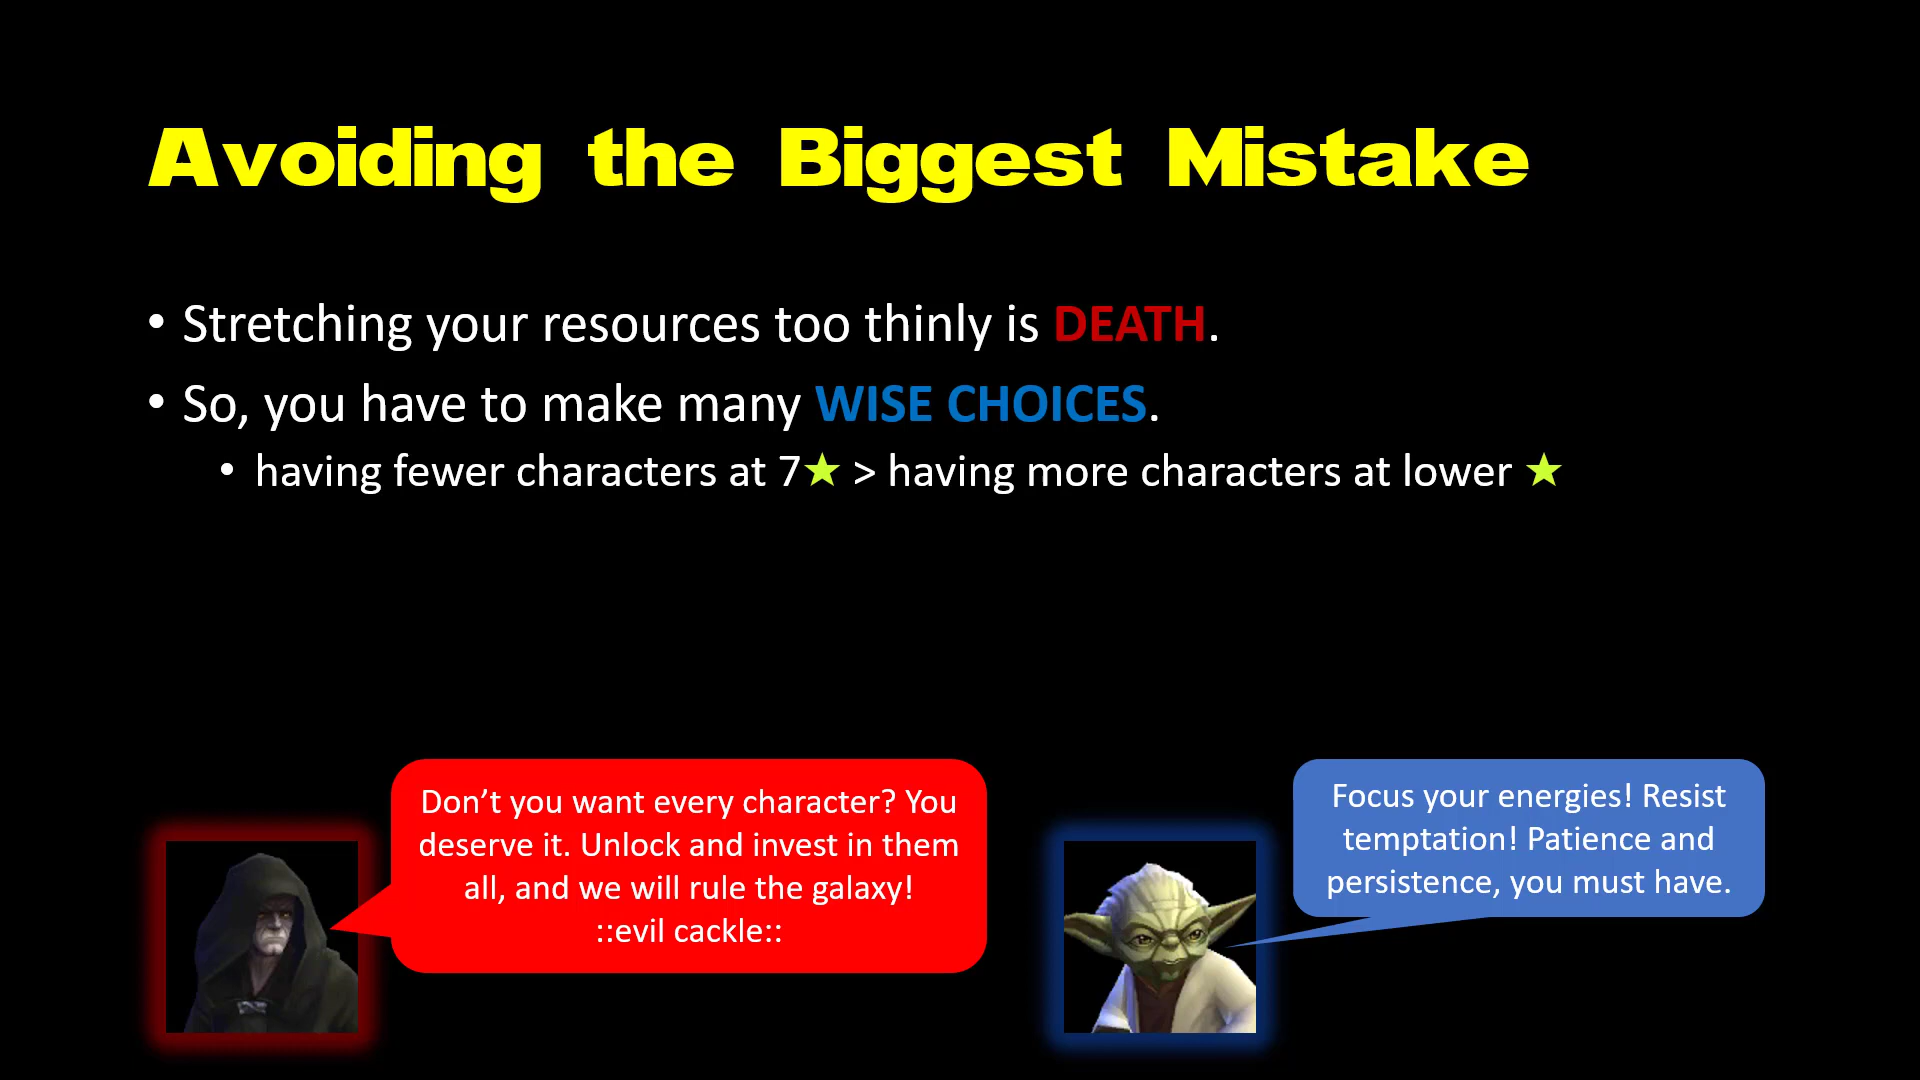 Avoiding the Biggest Mistake
• Stretching your resources too thinly is DEATH.
• So, you have to make many WISE CHOICES.
• having fewer characters at 7★ > having more characters at lower ★
Don’t you want every character? You
deserve it. Unlock and invest in them
all, and we will rule the galaxy!
::evil cackle::
Focus your energies! Resist
temptation! Patience and
persistence, you must have.